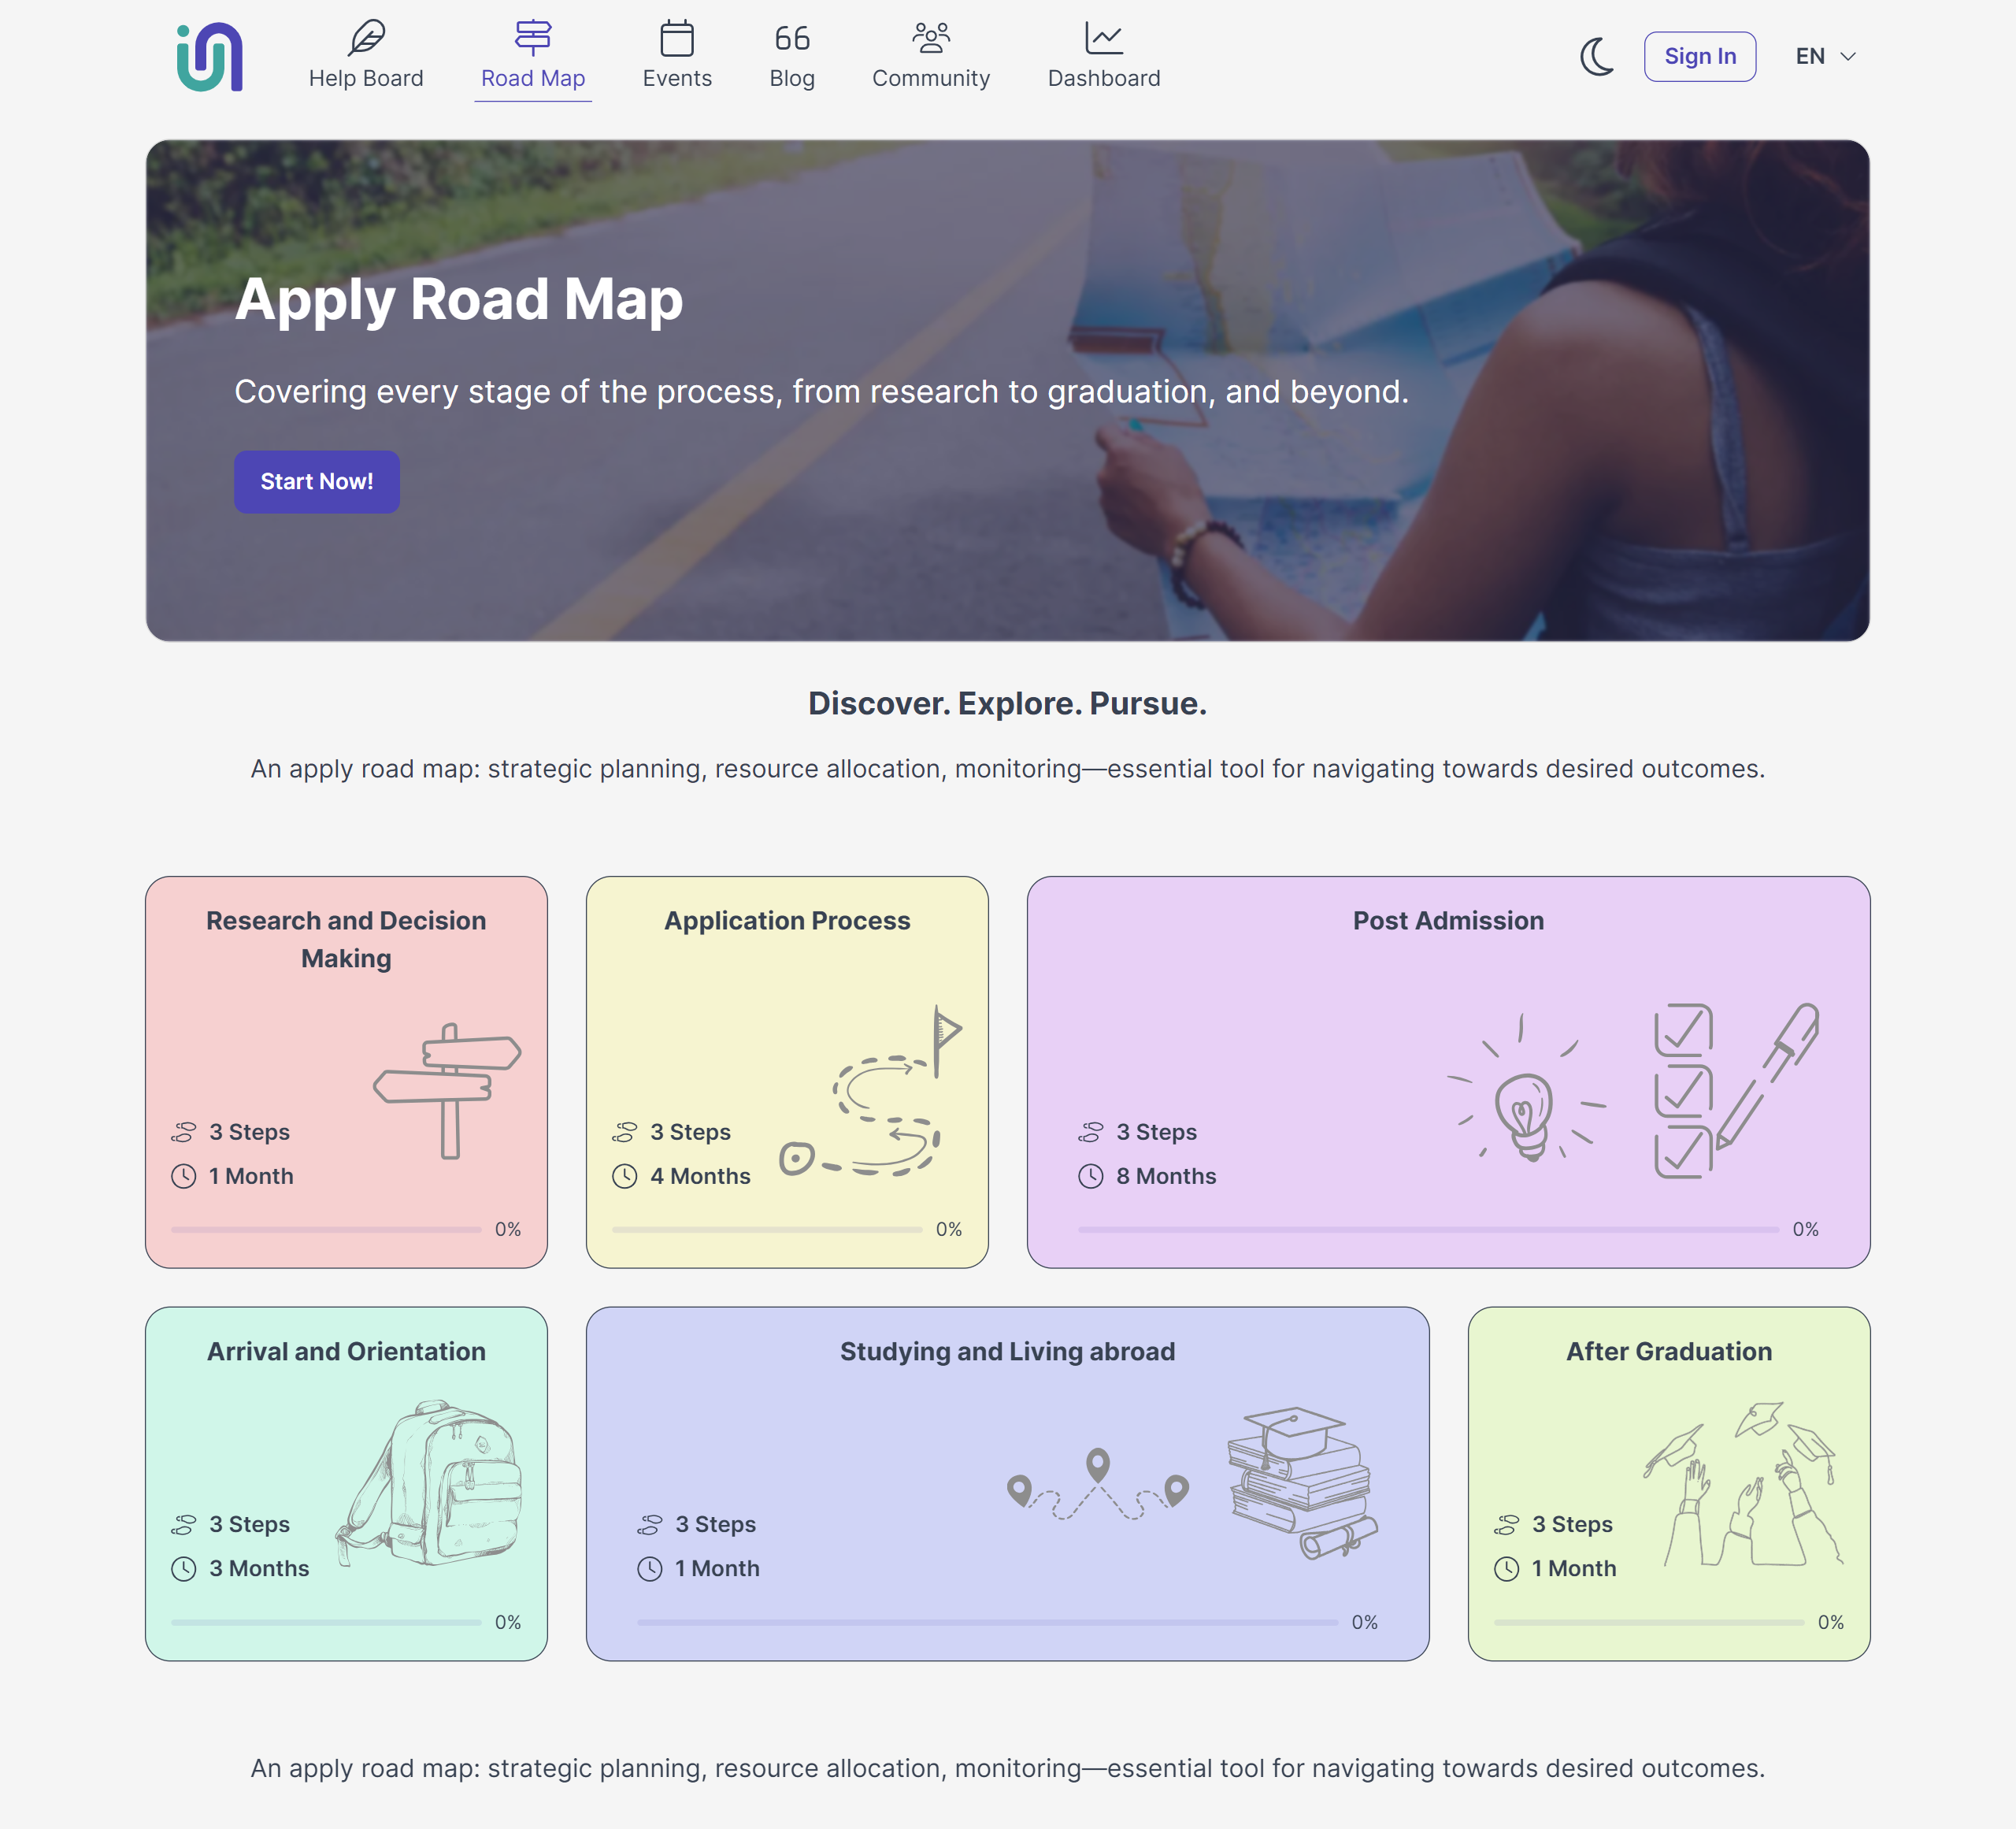 Help Board
Road Map
Events
Blog
Community
Dashboard
Sign In
EN
Apply Road Map
Covering every stage of the process, from research to graduation, and beyond.
Start Now!
Discover. Explore. Pursue.
An apply road map: strategic planning, resource allocation, monitoring—essential tool for navigating towards desired outcomes.
Research and Decision
Making
3 Steps
1 Month
0%
Application Process
3 Steps
4 Months
0%
Post Admission
3 Steps
8 Months
0%
Arrival and Orientation
3 Steps
3 Months
0%
Studying and Living abroad
3 Steps
1 Month
0%
After Graduation
3 Steps
1 Month
0%
An apply road map: strategic planning, resource allocation, monitoring—essential tool for navigating towards desired outcomes.